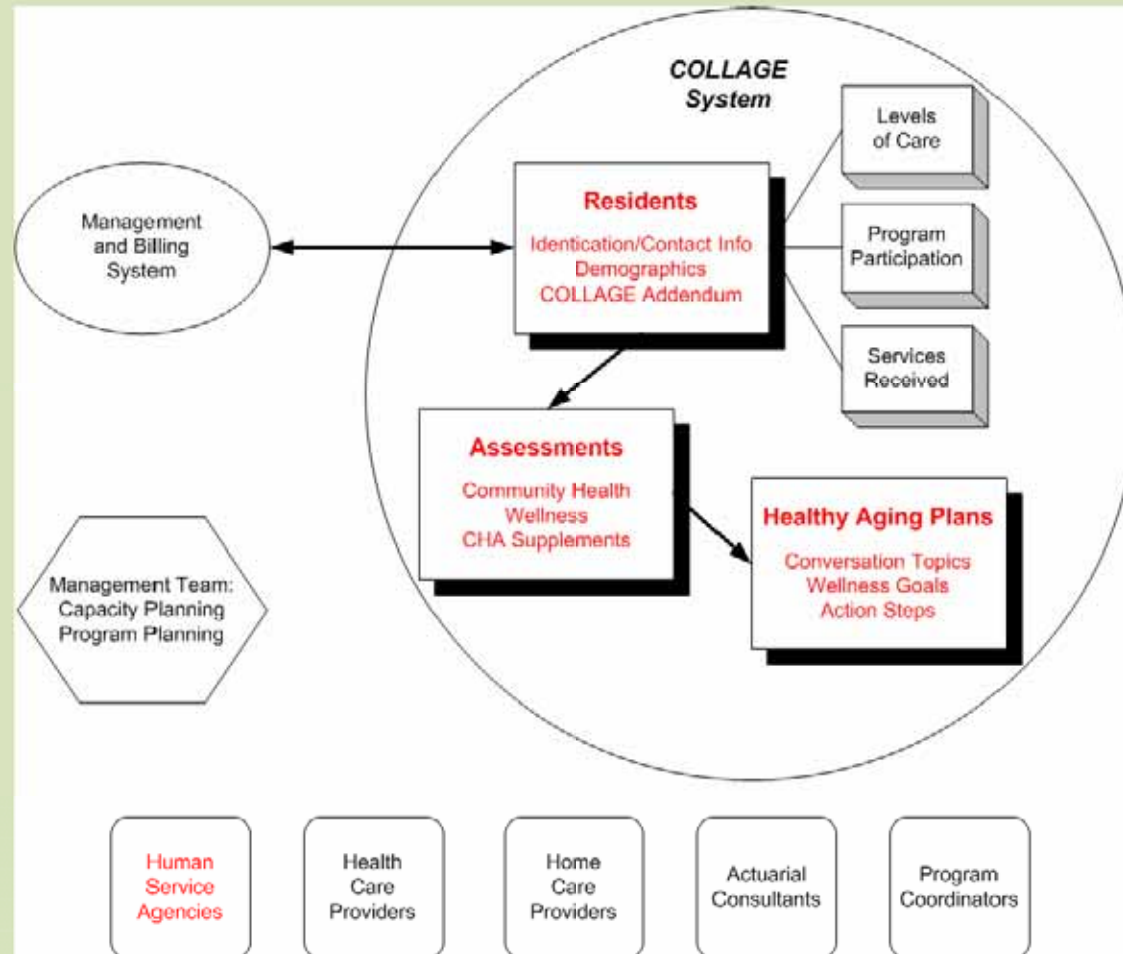 COLLAGE
System
Levels
of Care
Residents
Identication/Contact Info
Demographics
COLLAGE Addendum
Management
and Billing
System
Program
Participation
Services
Received
Assessments
Community Health
Wellness
CHA Supplements
Healthy Aging Plans
Conversation Topics
Wellness Goals
Action Steps
Management Team:
Capacity Planning
Program Planning
Human
Service
Agencies
Health
Care
Providers
Home
Care
Providers
Actuarial
Consultants
Program
Coordinators